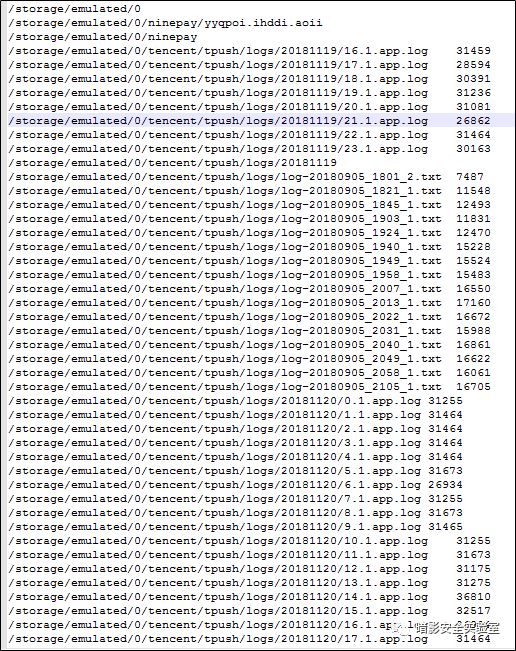 /storage/emulated/0
/storage/emulated/0/ninepay/yyqpoi.ihddi.aoii
/storage/emulated/0/ninepay
/storage/emulated/0/tencent/tpush/logs/20181119/16.1.app.log 31459
/storage/emulated/0/tencent/tpush/logs/20181119/17.1.app.log 28594
/storage/emulated/0/tencent/tpush/logs/20181119/18.1.app.log 30391
/storage/emulated/0/tencent/tpush/logs/20181119/19.1.app.log 31236
/storage/emulated/0/tencent/tpush/logs/20181119/20.1.app.log 31081
/storage/emulated/0/tencent/tpush/logs/20181119/21.1.app.log 26862
/storage/emulated/0/tencent/tpush/logs/20181119/22.1.app.log 31464
/storage/emulated/0/tencent/tpush/logs/20181119/23.1.app.log 30163
/storage/emulated/0/tencent/tpush/logs/20181119
/storage/emulated/0/tencent/tpush/logs/log-20180905_1801_2.txt 7487
/storage/emulated/0/tencent/tpush/logs/log-20180905_1821_1.txt 11548
/storage/emulated/0/tencent/tpush/logs/log-20180905_1845_1.txt 12493
/storage/emulated/0/tencent/tpush/logs/log-20180905_1903_1.txt 11831
/storage/emulated/0/tencent/tpush/logs/log-20180905_1924_1.txt 12470
/storage/emulated/0/tencent/tpush/logs/log-20180905_1940_1.txt 15228
/storage/emulated/0/tencent/tpush/logs/log-20180905_1949_1.txt 15524
/storage/emulated/0/tencent/tpush/logs/log-20180905_1958_1.txt 15483
/storage/emulated/0/tencent/tpush/logs/log-20180905_2007_1.txt 16550
/storage/emulated/0/tencent/tpush/logs/log-20180905_2013_1.txt 17160
/storage/emulated/0/tencent/tpush/logs/log-20180905_2022_1.txt 16672
/storage/emulated/0/tencent/tpush/logs/log-20180905_2031_1.txt 15988
/storage/emulated/0/tencent/tpush/logs/log-20180905_2040_1.txt 16861
/storage/emulated/0/tencent/tpush/logs/log-20180905_2049_1.txt 16622
/storage/emulated/0/tencent/tpush/logs/log-20180905_2058_1.txt 16061
/storage/emulated/0/tencent/tpush/logs/log-20180905_2105_1.txt 16705
/storage/emulated/0/tencent/tpush/logs/20181120/0.1.app.log 31255
/storage/emulated/0/tencent/tpush/logs/20181120/1.1.app.log 31464
/storage/emulated/0/tencent/tpush/logs/20181120/2.1.app.log 31464
/storage/emulated/0/tencent/tpush/logs/20181120/3.1.app.log 31464
/storage/emulated/0/tencent/tpush/logs/20181120/4.1.app.log 31464
/storage/emulated/0/tencent/tpush/logs/20181120/5.1.app.log 31673
/storage/emulated/0/tencent/tpush/logs/20181120/6.1.app.log 26934
/storage/emulated/0/tencent/tpush/logs/20181120/7.1.app.log 31255
/storage/emulated/0/tencent/tpush/logs/20181120/8.1.app.log 31673
/storage/emulated/0/tencent/tpush/logs/20181120/9.1.app.log 31465
/storage/emulated/0/tencent/tpush/logs/20181120/10.1.app.log 31255
/storage/emulated/0/tencent/tpush/logs/20181120/11.1.app.log 31673
/storage/emulated/0/tencent/tpush/logs/20181120/12.1.app.log 31175
/storage/emulated/0/tencent/tpush/logs/20181120/13.1.app.log 31275
/storage/emulated/0/tencent/tpush/logs/20181120/14.1.app.log 36810
/storage/emulated/0/tencent/tpush/logs/20181120/15.1.app.log 32517
/storage/emulated/0/tencent/tpush/logs/20181120/16.1.app.log
/storage/emulated/0/tencent/tpush/logs/20181120/17.1.app.log 31464
暗影安全实验室